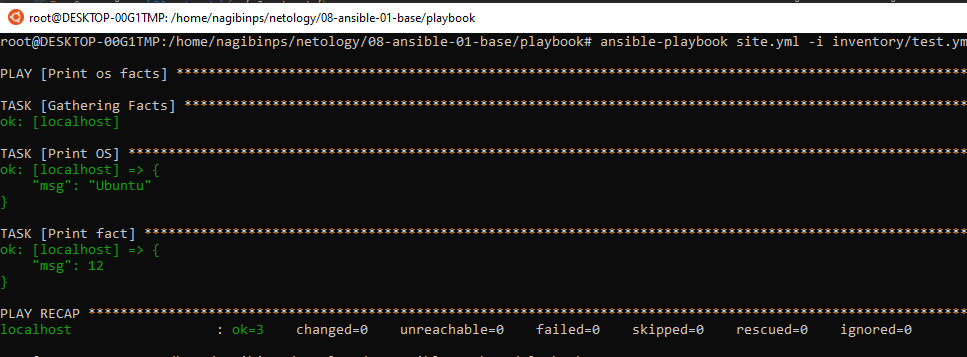 root@DESKTOP-00G1TMP: /home/nagibinps/netology/08-ansible-01-base/playbook
root@DESKTOP-00G1TMP:/home/nagibinps/netology/08-ansible-01-base/playbook# ansible-playbook site.yml -i inventory/test.ym
PLAY [Print os facts] ***************************************************************************************************
TASK [Gathering Facts] **************************************************************************************************
ok: [localhost]
TASK [Print OS] *********************************************************************************************************
ok: [localhost] => {
    "msg": "Ubuntu"
}
TASK [Print fact] *******************************************************************************************************
ok: [localhost] => {
    "msg": 12
}
PLAY RECAP **************************************************************************************************************
localhost                  : ok=3    changed=0    unreachable=0    failed=0    skipped=0    rescued=0    ignored=0